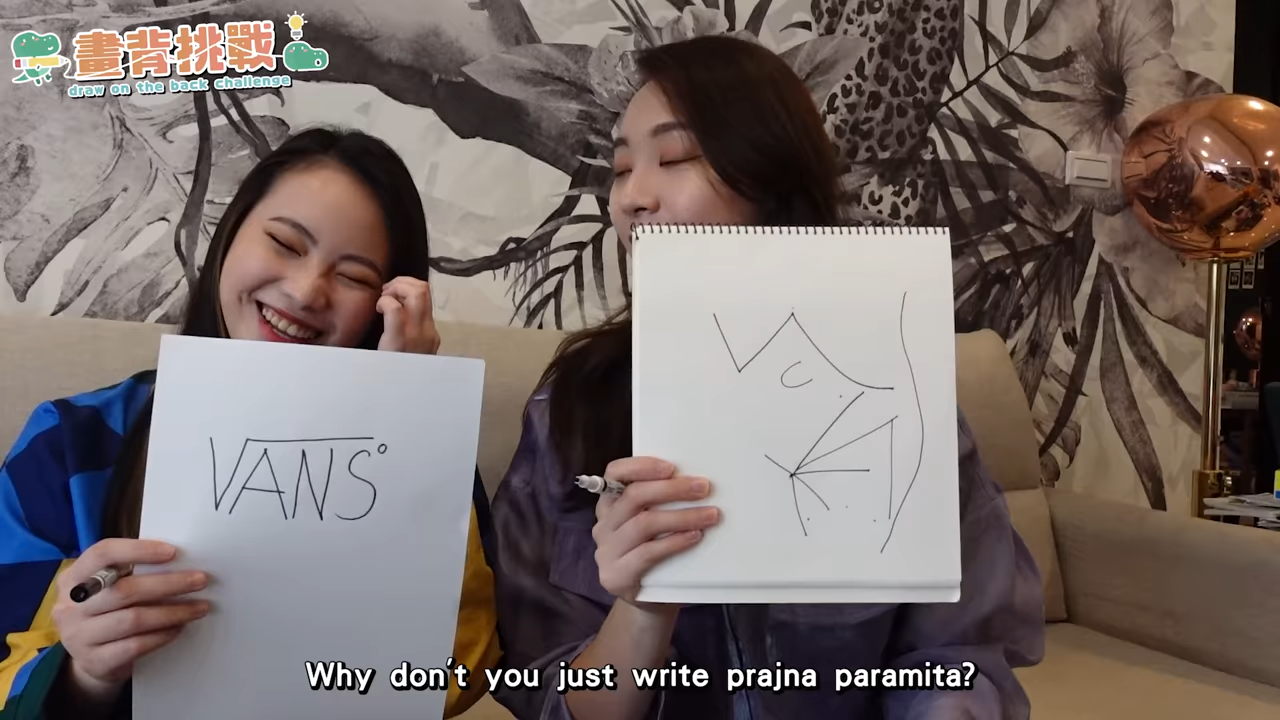 畫背挑戰
draw on the back challenge
VANS
Why don't you just write prajna paramita?